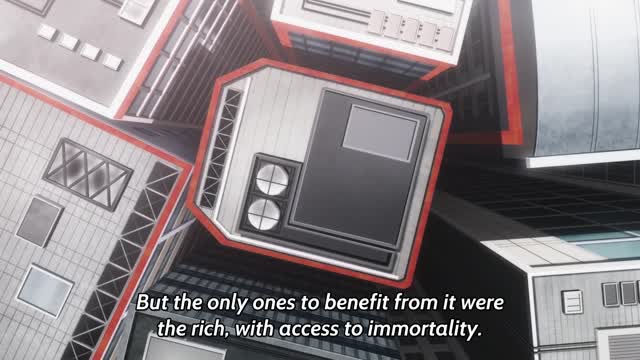 But the only ones to benefit from it were
the rich, with access to immortality.